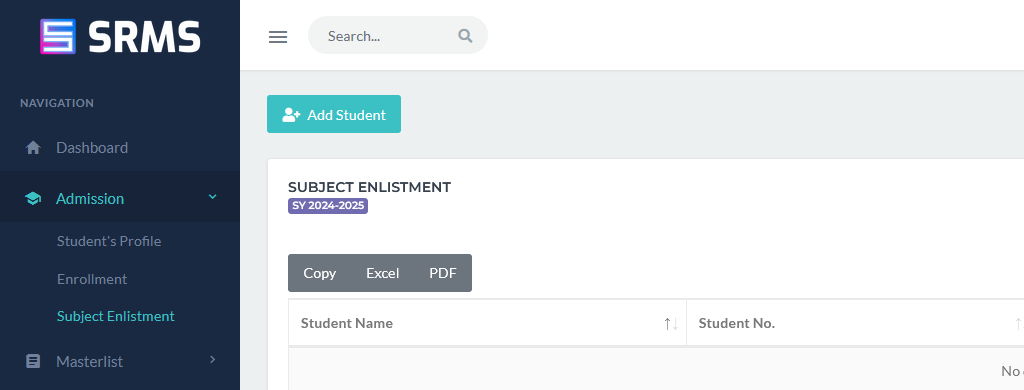 SRMS
Search...
NAVIGATION
Dashboard
Admission
Student's Profile
Enrollment
Subject Enlistment
Masterlist
Add Student
SUBJECT ENLISTMENT
SY 2024-2025
Copy Excel PDF
Student Name Student No.
No